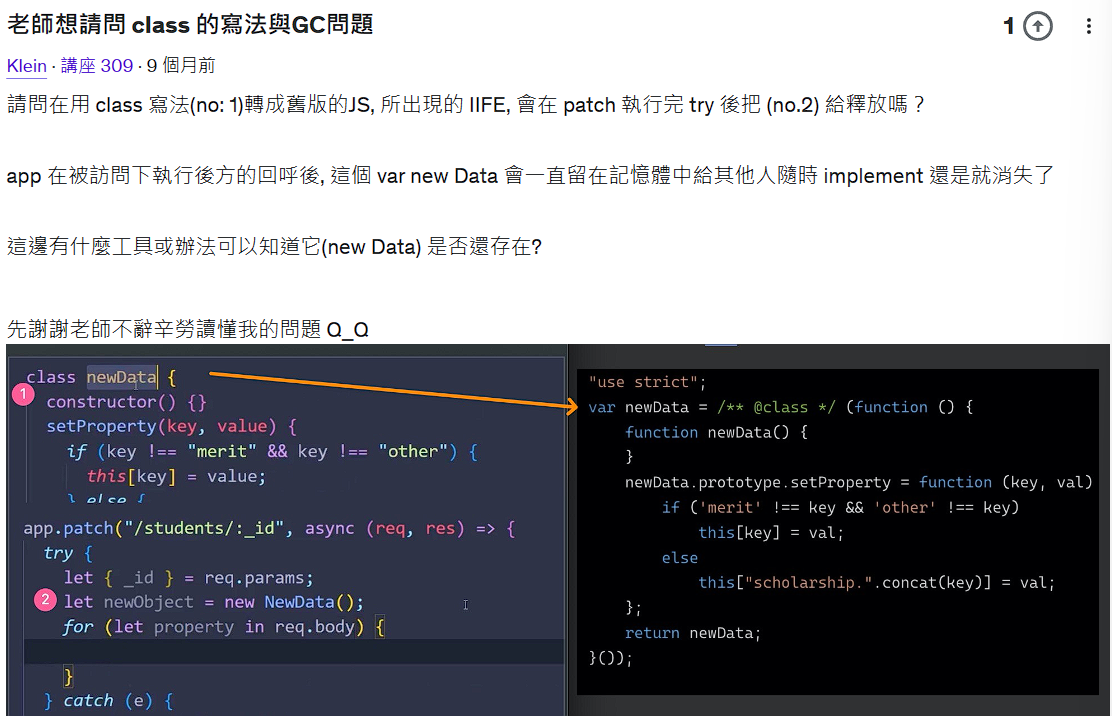 老師想請問 class 的寫法與GC問題
1
Klein · 講座 309 · 9 個月前
請問在用 class 寫法(no: 1)轉成舊版的JS, 所出現的 IIFE, 會在 patch 執行完 try 後把 (no.2) 給釋放嗎？
app 在被訪問下執行後方的回呼後, 這個 var new Data 會一直留在記憶體中給其他人隨時 implement 還是就消失了
這邊有什麼工具或辦法可以知道它(new Data) 是否還存在?
先謝謝老師不辭辛勞讀懂我的問題 Q_Q
class newData {
1
constructor() {}
setProperty(key, value) {
if (key !== "merit" && key !== "other") {
this[key] = value;
} else {
app.patch("/students/:_id", async (req, res) => {
try {
let { _id } = req.params;
2
let newObject = new NewData();
for (let property in req.body) {
}
} catch (e) {
"use strict";
var newData = /** @class */ (function () {
function newData() {
}
newData.prototype.setProperty = function (key, val)
if ('merit' !== key && 'other' !== key)
this[key] = val;
else
this["scholarship.".concat(key)] = val;
};
return newData;
}());